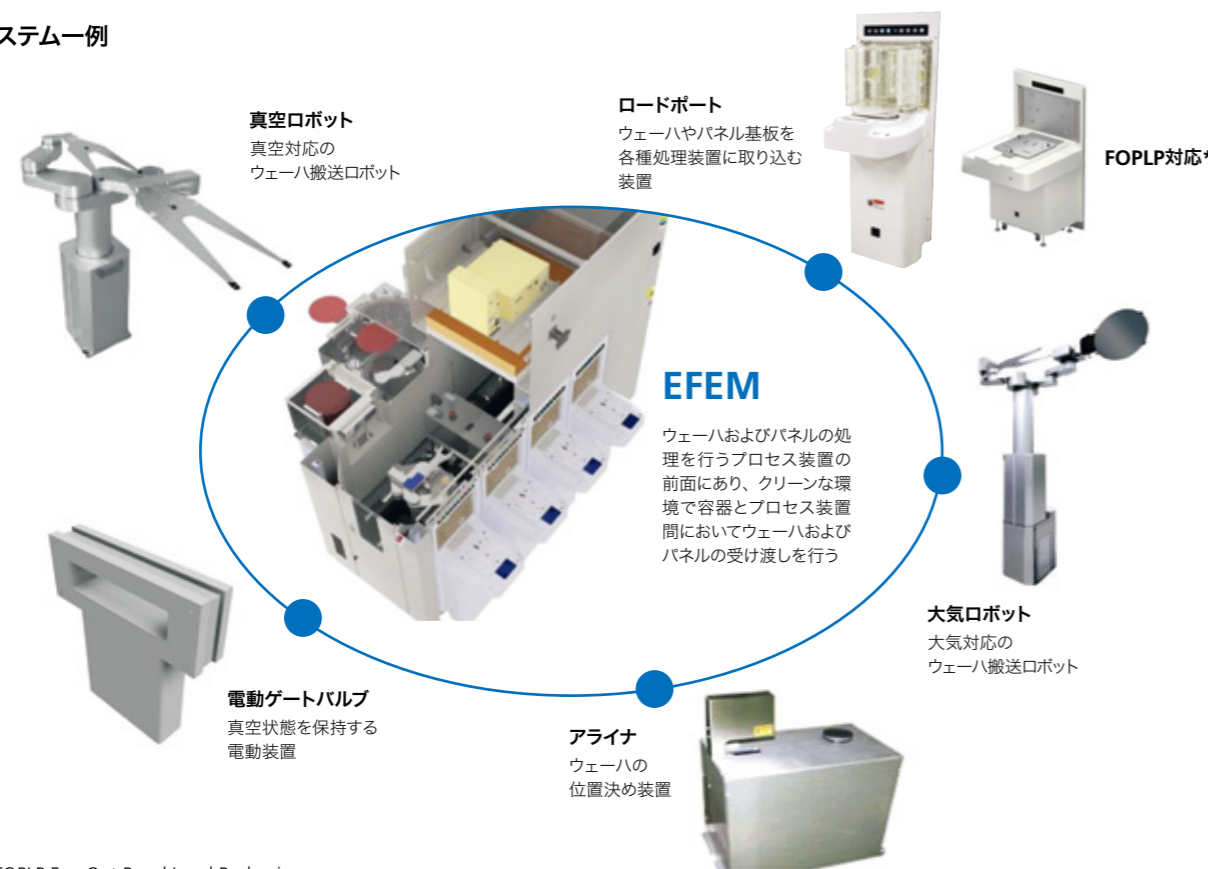 ステム一例
真空ロボット
真空対応の
ウェーハ搬送ロボット
ロードポート
ウェーハやパネル基板を
各種処理装置に取り込む
装置
FOPLP対応*
EFEM
ウェーハおよびパネルの処
理を行うプロセス装置の
前面にあり、クリーンな環
境で容器とプロセス装置
間においてウェーハおよび
パネルの受け渡しを行う
大気ロボット
大気対応の
ウェーハ搬送ロボット
電動ゲートバルブ
真空状態を保持する
電動装置
アライナ
ウェーハの
位置決め装置